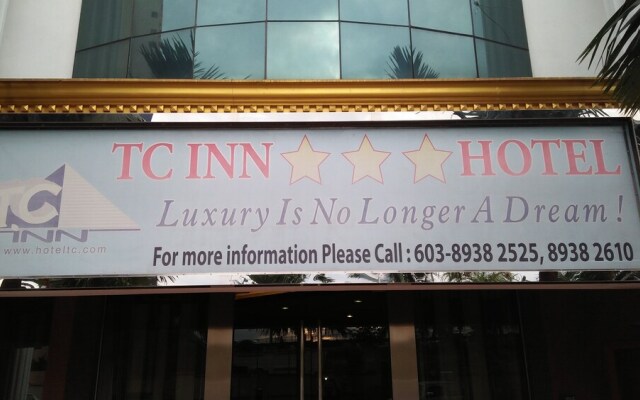 TC INN HOTEL
Luxury Is No Longer A Dream!
For more information Please Call : 603-8938 2525, 8938 2610
TC
INN
www.hoteltc.com